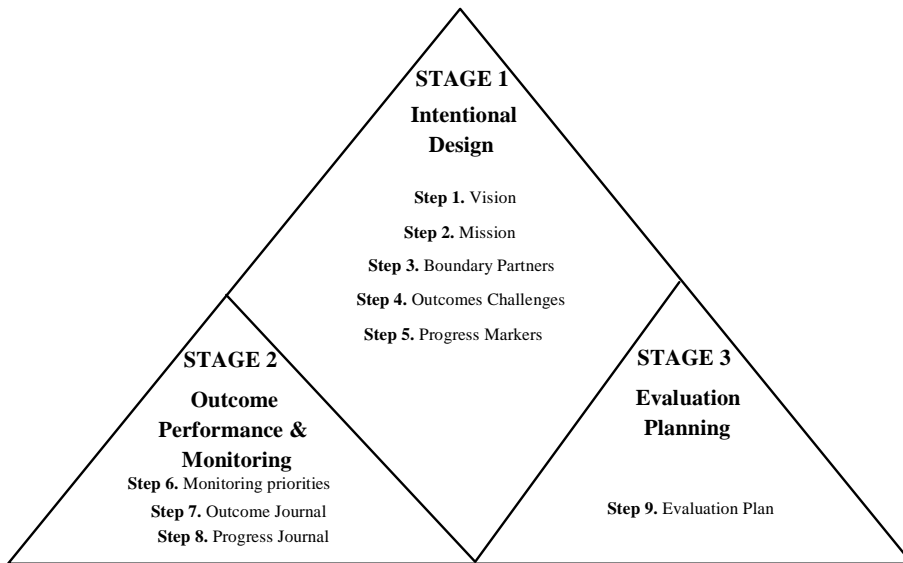 STAGE 1
Intentional
Design
Step 1. Vision
Step 2. Mission
Step 3. Boundary Partners
Step 4. Outcomes Challenges
Step 5. Progress Markers
STAGE 2
Outcome
Performance &
Monitoring
Step 6. Monitoring priorities
Step 7. Outcome Journal
Step 8. Progress Journal
STAGE 3
Evaluation
Planning
Step 9. Evaluation Plan